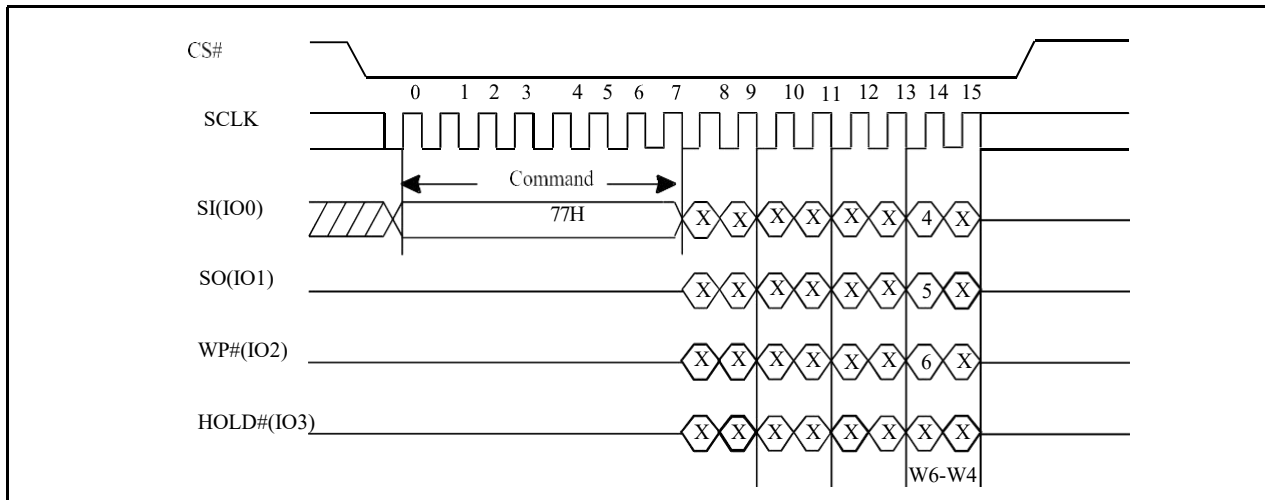 CS#
0 1 2 3 4 5 6 7 8 9 10 11 12 13 14 15
SCLK
Command
SI(IO0) 77H X X X X X X 4 X
SO(IO1) X X X X X X 5 X
WP#(IO2) X X X X X X 6 X
HOLD#(IO3) X X X X X X X X
W6-W4